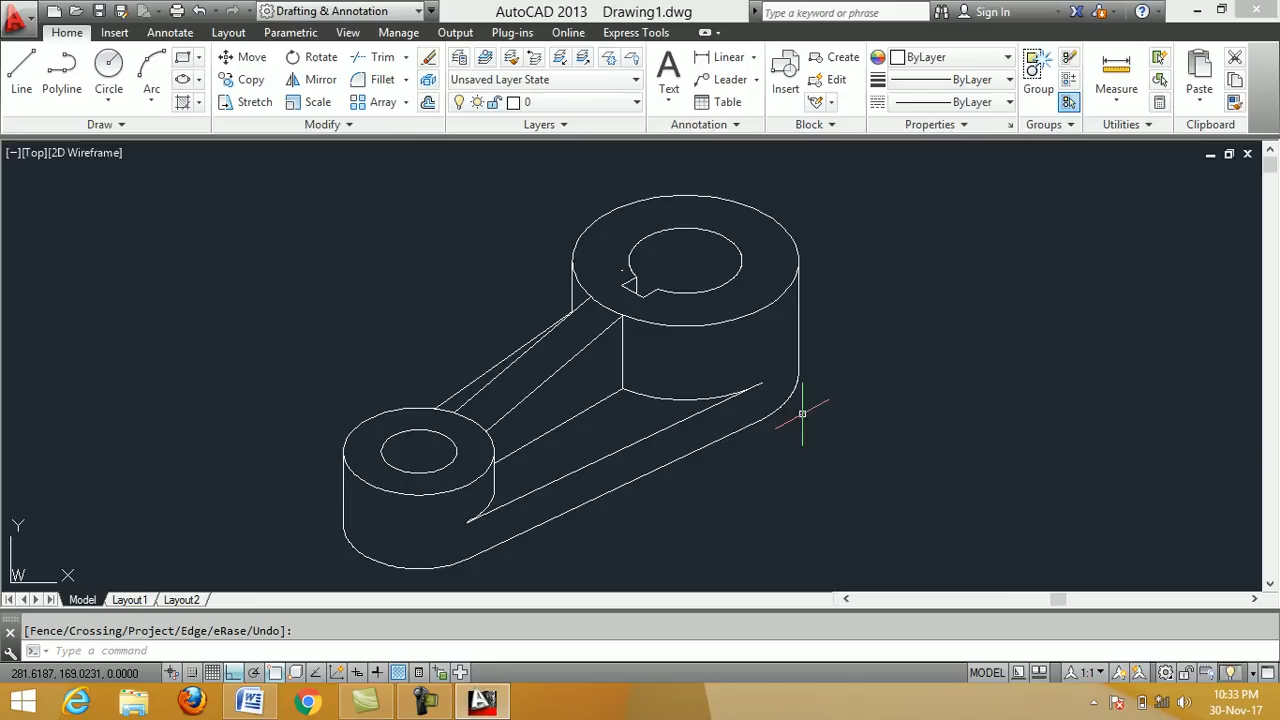 Drafting & Annotation
AutoCAD 2013 Drawing1.dwg
Type a keyword or phrase
Sign In
Home Insert Annotate Layout Parametric View Manage Output Plug-ins Online Express Tools
Line Polyline Circle Arc
Draw
Move Rotate Trim
Copy Mirror Fillet
Stretch Scale Array
Modify
Unsaved Layer State
0
Layers
Text
Linear
Leader
Table
Annotation
Insert
Create
Edit
Block
ByLayer
ByLayer
ByLayer
Properties
Group
Groups
Measure
Utilities
Paste
Clipboard
[−][Top][2D Wireframe]
Y
W X
Model Layout1 Layout2
[Fence/Crossing/Project/Edge/eRase/Undo]:
Type a command
281.6187, 169.0231, 0.0000
MODEL
1:1
10:33 PM
30-Nov-17